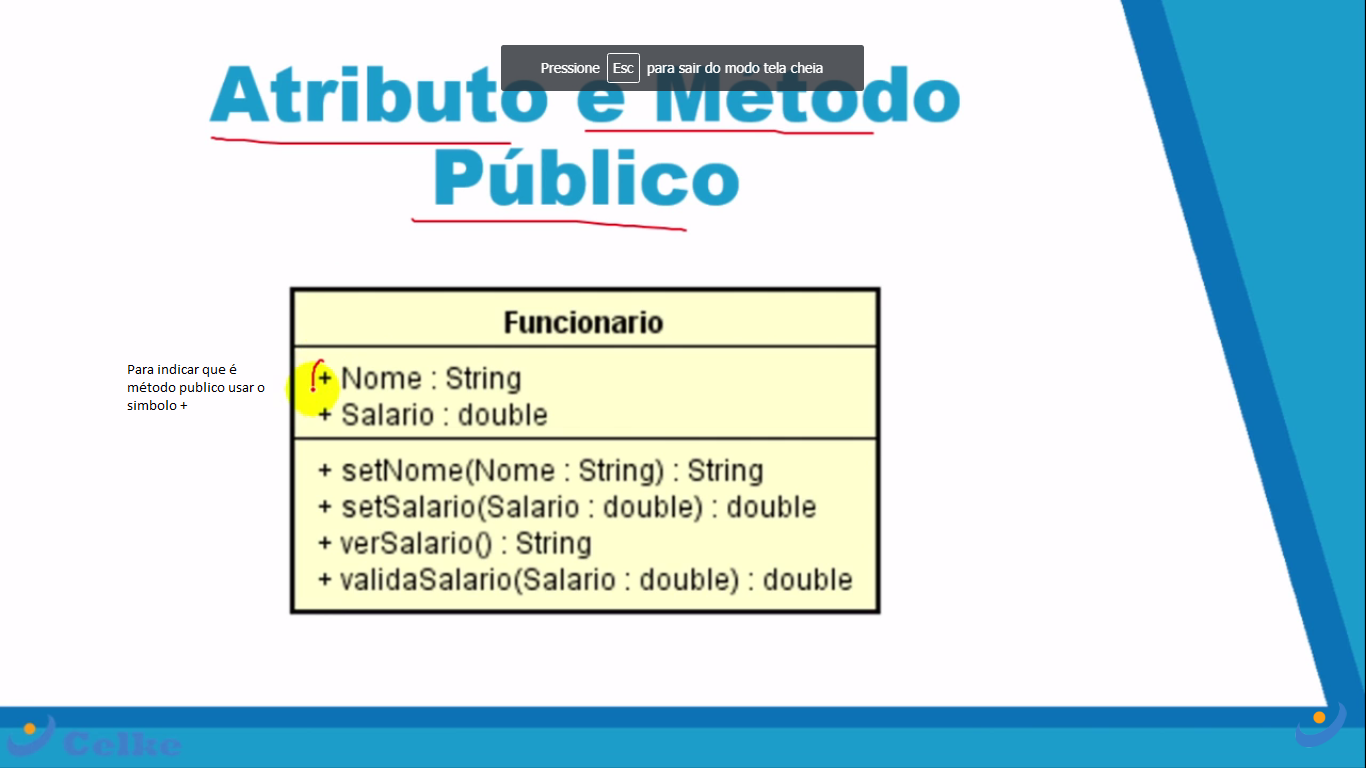 Pressione Esc para sair do modo tela cheia
Atributo e Método
Público
Funcionario
Para indicar que é
método publico usar o
simbolo +
+ Nome : String
+ Salario : double
+ setNome(Nome : String) : String
+ setSalario(Salario : double) : double
+ verSalario() : String
+ validaSalario(Salario : double) : double
Celke